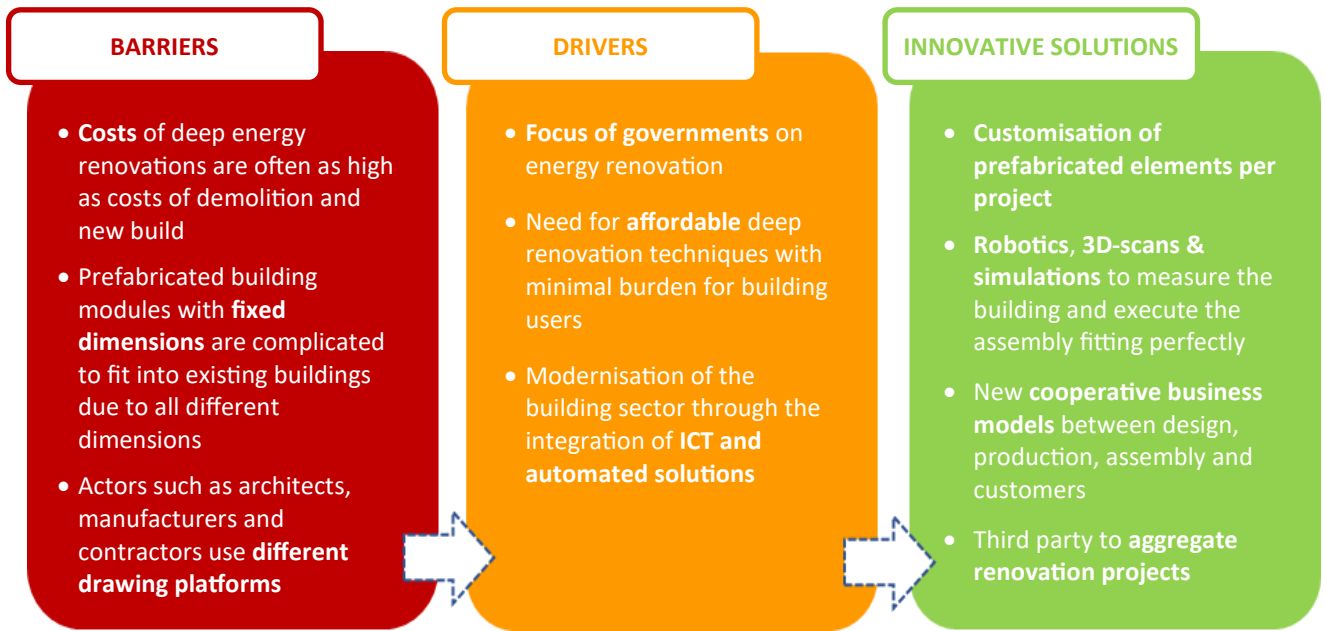 BARRIERS
• Costs of deep energy
renovations are often as high
as costs of demolition and
new build
• Prefabricated building
modules with fixed
dimensions are complicated
to fit into existing buildings
due to all different
dimensions
• Actors such as architects,
manufacturers and
contractors use different
drawing platforms
DRIVERS
• Focus of governments on
energy renovation
• Need for affordable deep
renovation techniques with
minimal burden for building
users
• Modernisation of the
building sector through the
integration of ICT and
automated solutions
INNOVATIVE SOLUTIONS
• Customisation of
prefabricated elements per
project
• Robotics, 3D-scans &
simulations to measure the
building and execute the
assembly fitting perfectly
• New cooperative business
models between design,
production, assembly and
customers
• Third party to aggregate
renovation projects